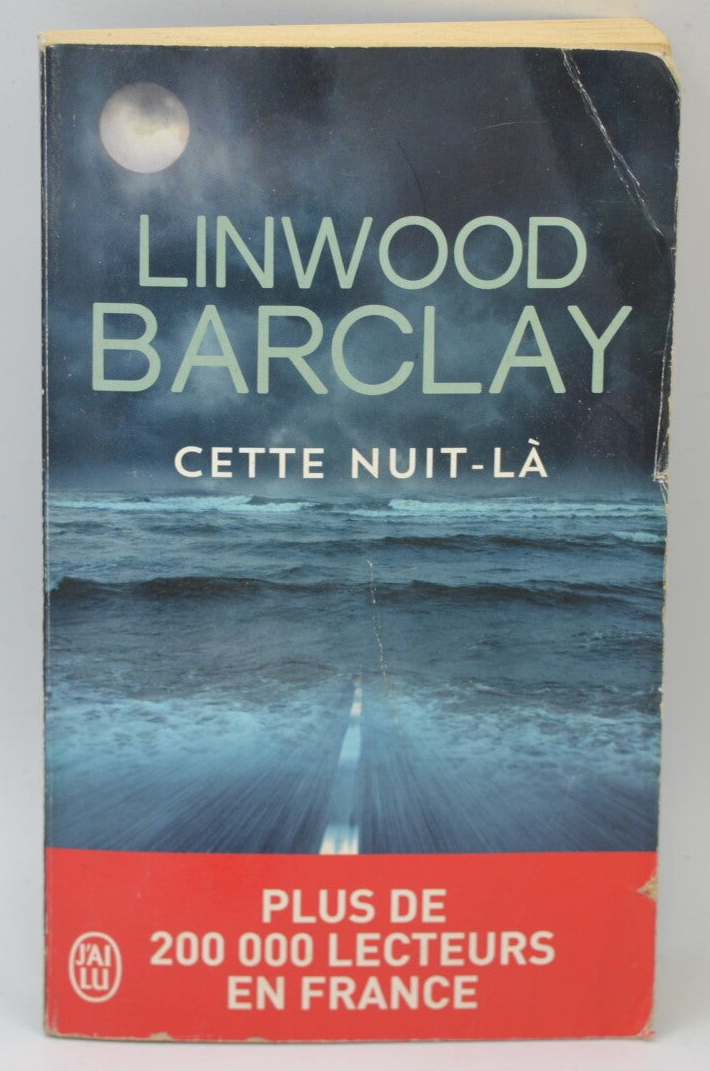 LINWOOD
BARCLAY
CETTE NUIT-LÀ
PLUS DE
200 000 LECTEURS
EN FRANCE
J'AI
LU